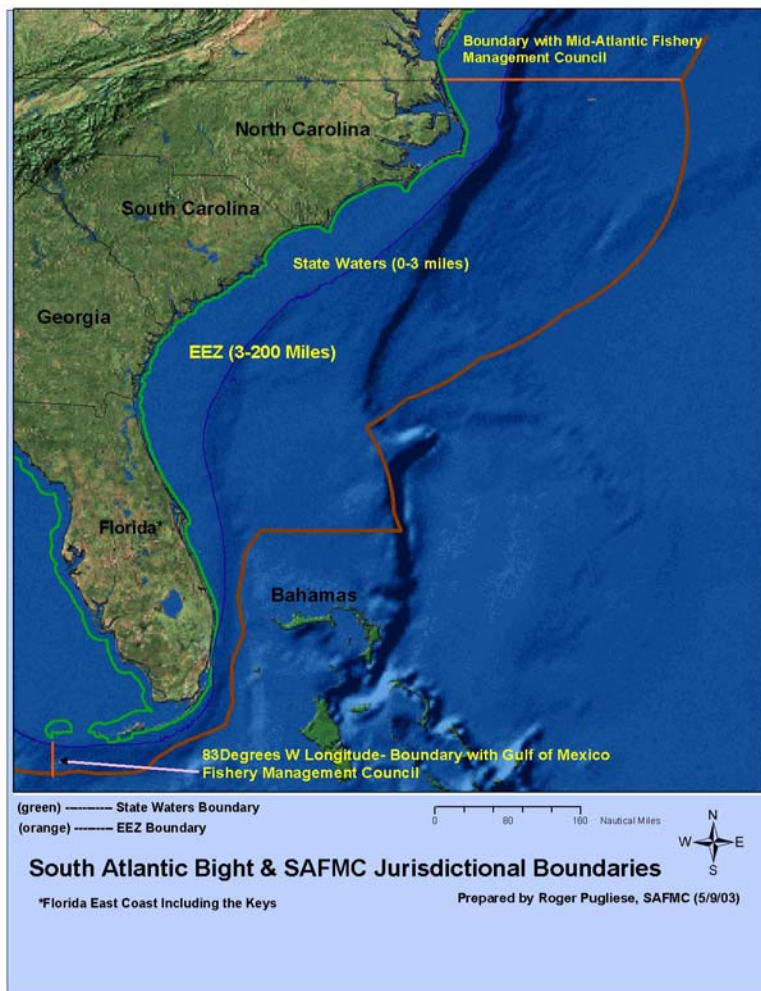 Boundary with Mid-Atlantic Fishery
Management Council
North Carolina
South Carolina
State Waters (0-3 miles)
Georgia
EEZ (3-200 Miles)
Florida*
Bahamas
83Degrees W Longitude- Boundary with Gulf of Mexico
Fishery Management Council
(green) ----------- State Waters Boundary
(orange) --------- EEZ Boundary
0 80 160 Nautical Miles
N
W E
S
South Atlantic Bight & SAFMC Jurisdictional Boundaries
*Florida East Coast Including the Keys
Prepared by Roger Pugliese, SAFMC (5/9/03)